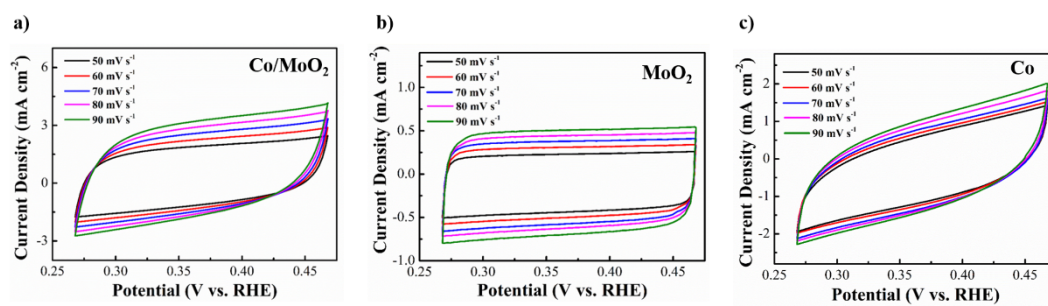 a)
Current Density (mA cm⁻²)
6
3
0
-3
50 mV s⁻¹
60 mV s⁻¹
70 mV s⁻¹
80 mV s⁻¹
90 mV s⁻¹
Co/MoO₂
0.25 0.30 0.35 0.40 0.45
Potential (V vs. RHE)
b)
Current Density (mA cm⁻²)
1.0
0.5
0.0
-0.5
-1.0
50 mV s⁻¹
60 mV s⁻¹
70 mV s⁻¹
80 mV s⁻¹
90 mV s⁻¹
MoO₂
0.25 0.30 0.35 0.40 0.45
Potential (V vs. RHE)
c)
Current Density (mA cm⁻²)
2
1
0
-1
-2
50 mV s⁻¹
60 mV s⁻¹
70 mV s⁻¹
80 mV s⁻¹
90 mV s⁻¹
Co
0.25 0.30 0.35 0.40 0.45
Potential (V vs. RHE)